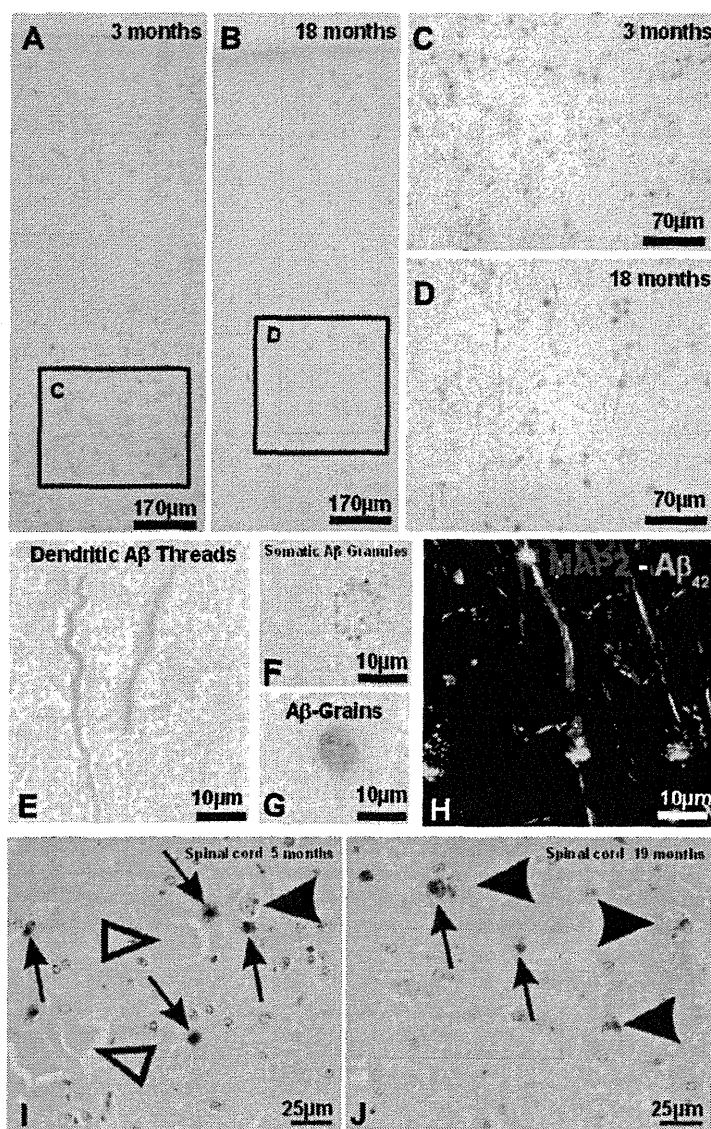 A 3 months
B 18 months
C 3 months
C
D
170µm
170µm
70µm
D 18 months
70µm
Dendritic Aβ Threads
E 10µm
Somatic Aβ Granules
F 10µm
Aβ-Grains
G 10µm
MAP2 - Aβ42
H 10µm
Spinal cord 5 months
I 25µm
Spinal cord 19 months
J 25µm